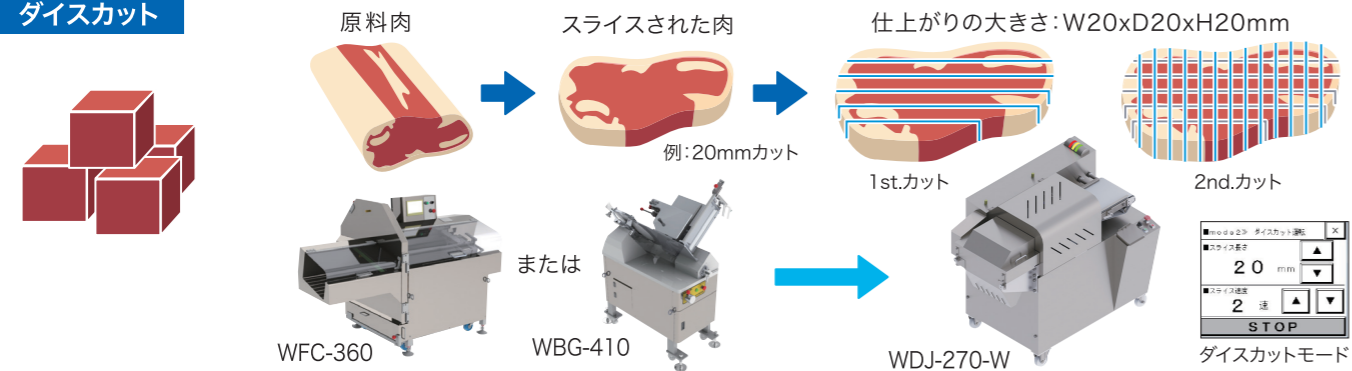 ダイスカット
原料肉
スライスされた肉
仕上がりの大きさ：W20xD20xH20mm
例：20mmカット
1st.カット
2nd.カット
または
WFC-360
WBG-410
WDJ-270-W
■mode2≫ ダイスカット運転 ×
■スライス長さ
▲
20 mm
▼
■スライス速度
2 速 ▲ ▼
STOP
ダイスカットモード